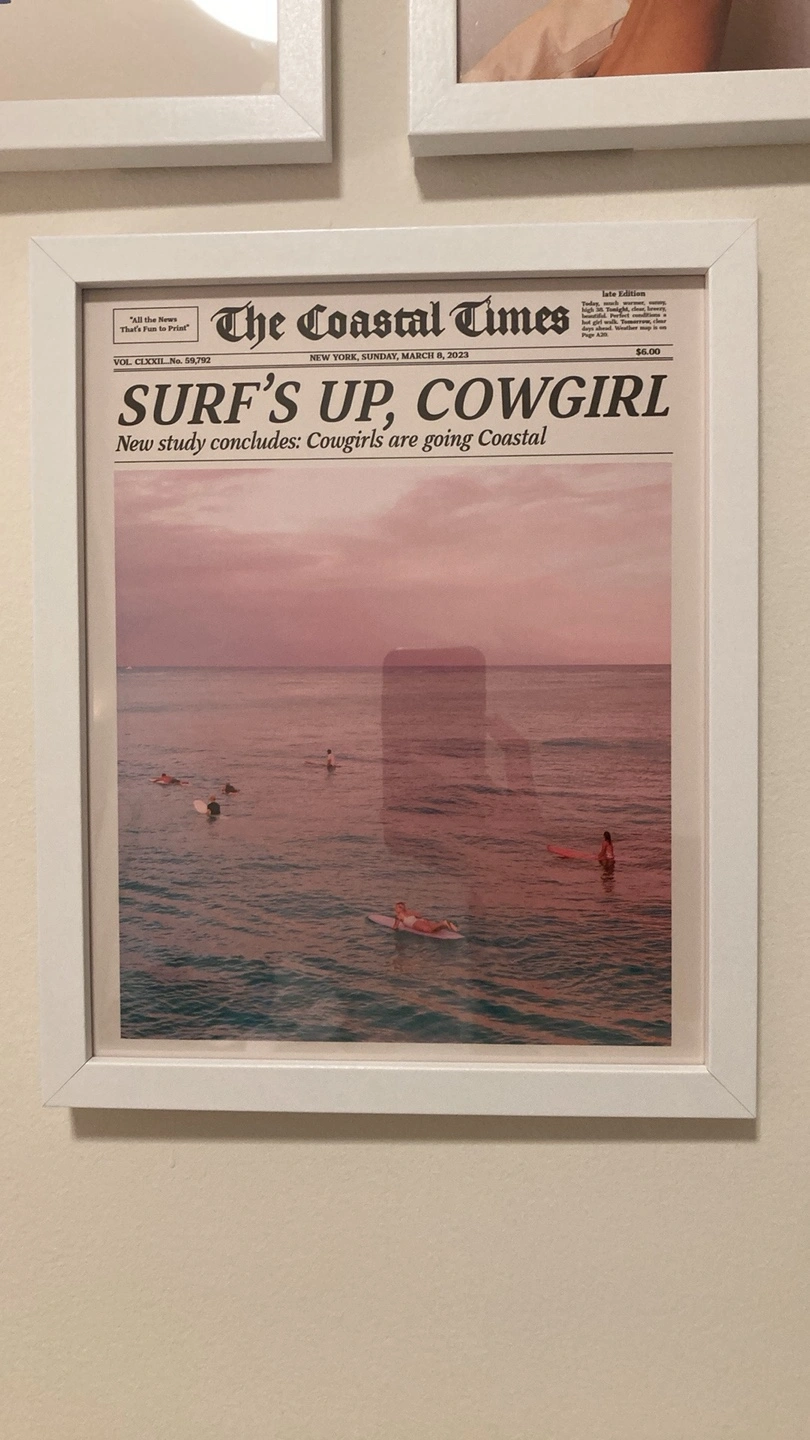 "All the News
That's Fun to Print"
The Coastal Times
late Edition
Today, much warmer, sunny,
high 38. Tonight, clear, breezy,
beautiful. Perfect conditions a
hot girl walk. Tomorrow, clear
days ahead. Weather map is on
Page A20.
VOL. CLXXII...No. 59,792
NEW YORK, SUNDAY, MARCH 8, 2023
$6.00
SURF'S UP, COWGIRL
New study concludes: Cowgirls are going Coastal